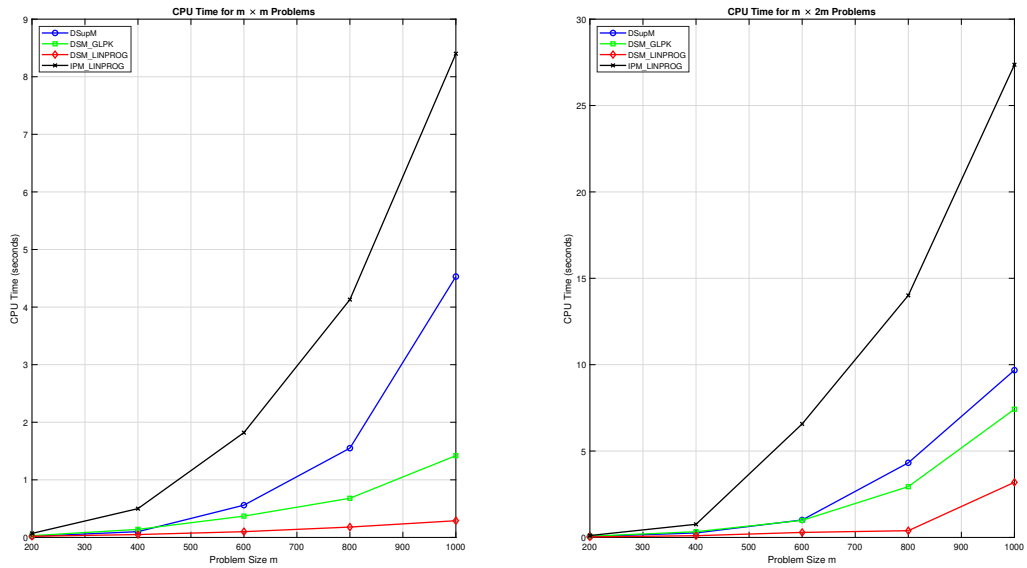 CPU Time for m × m Problems
DSupM
DSM_GLPK
DSM_LINPROG
IPM_LINPROG
CPU Time (seconds)
9
8
7
6
5
4
3
2
1
0
200
300
400
500
600
700
800
900
1000
Problem Size m
CPU Time for m × 2m Problems
DSupM
DSM_GLPK
DSM_LINPROG
IPM_LINPROG
CPU Time (seconds)
30
25
20
15
10
5
0
200
300
400
500
600
700
800
900
1000
Problem Size m